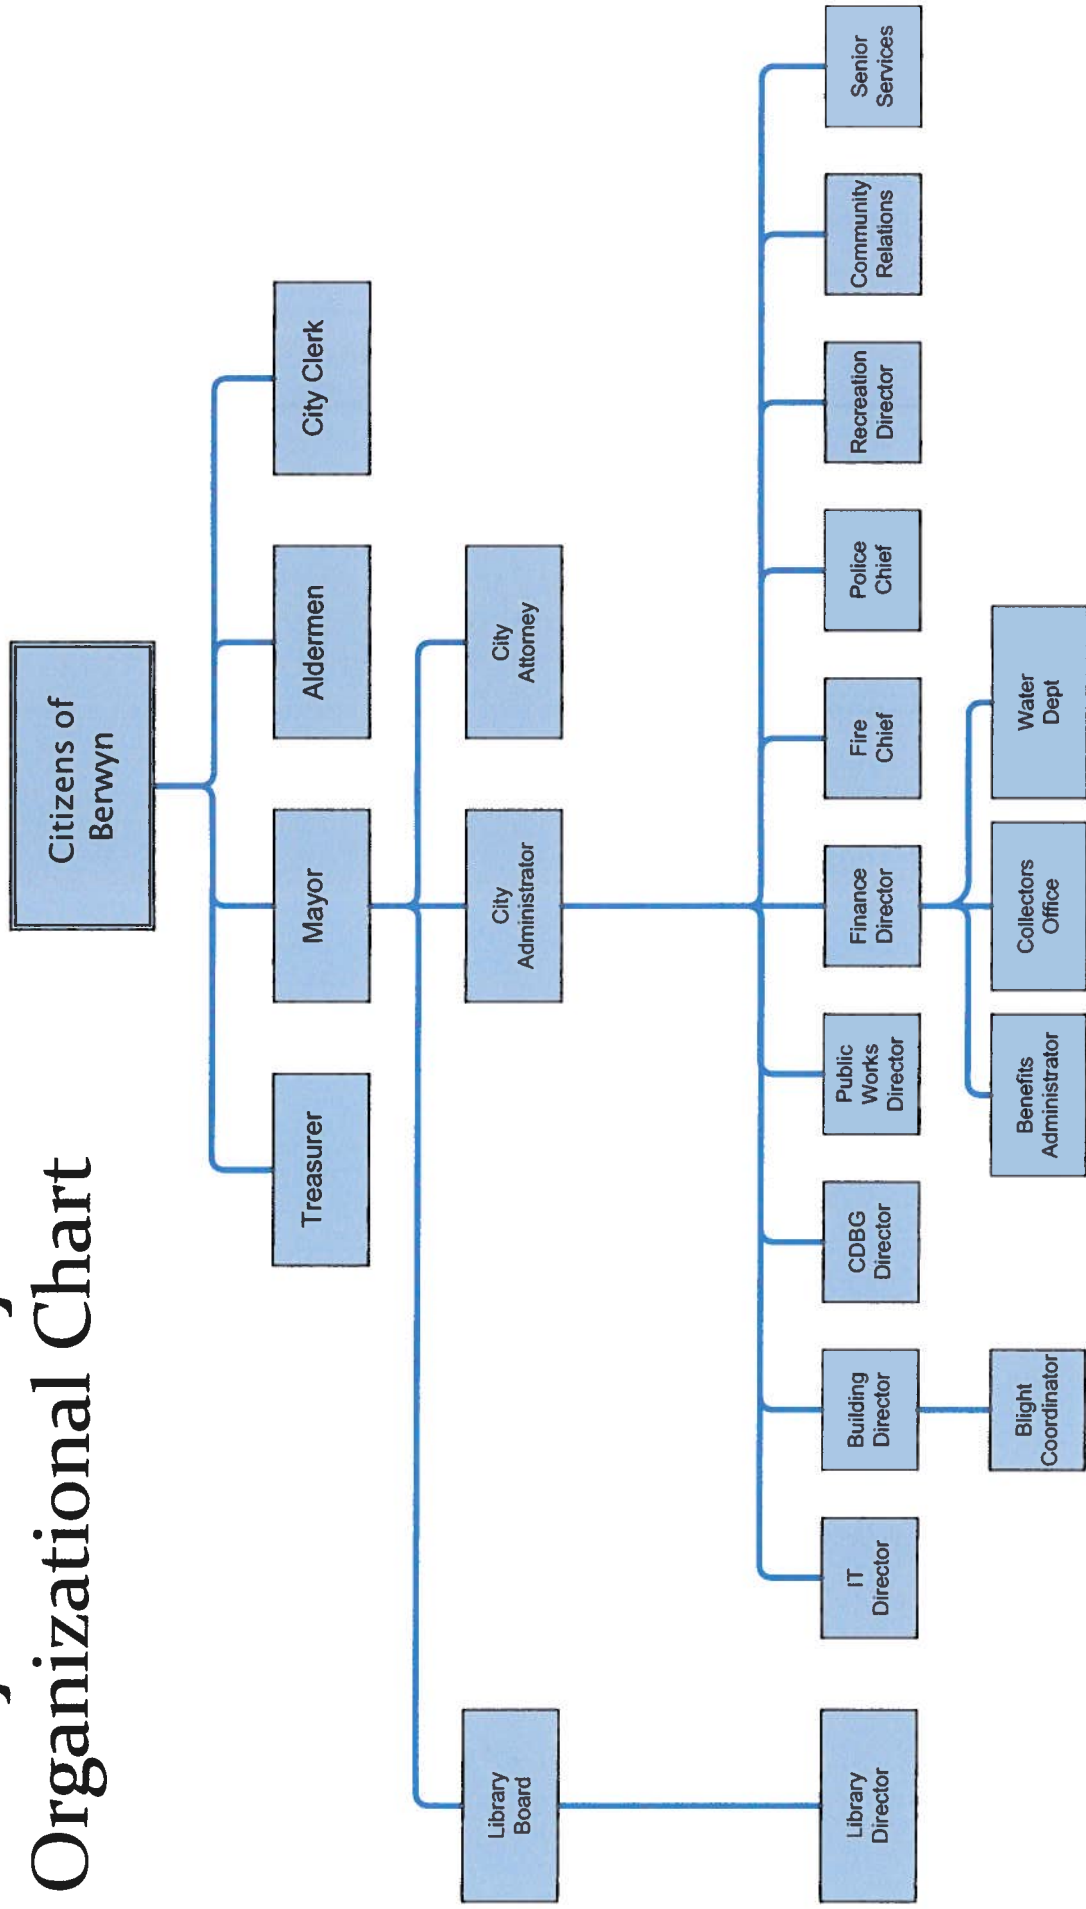 Organizational Chart
Citizens of
Berwyn
Treasurer
Mayor
Aldermen
City Clerk
Library
Board
City
Administrator
City
Attorney
Library
Director
IT
Director
Building
Director
CDBG
Director
Public
Works
Director
Finance
Director
Fire
Chief
Police
Chief
Recreation
Director
Community
Relations
Senior
Services
Blight
Coordinator
Benefits
Administrator
Collectors
Office
Water
Dept